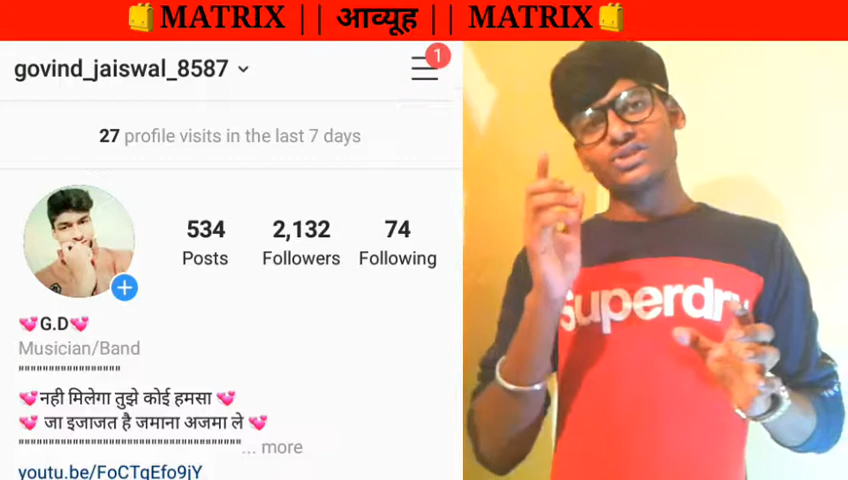 MATRIX || आव्यूह || MATRIX
govind_jaiswal_8587
1
27 profile visits in the last 7 days
534 2,132 74
Posts Followers Following
💞G.D💞
Musician/Band
"""""""""""""""""
💞नही मिलेगा तुझे कोई हमसा 💞
💞 जा इजाजत है जमाना अजमा ले 💞
""""""""""""""""""""""""""""""""""""" ... more
youtu.be/FoCTqEfo9jY
Superdry